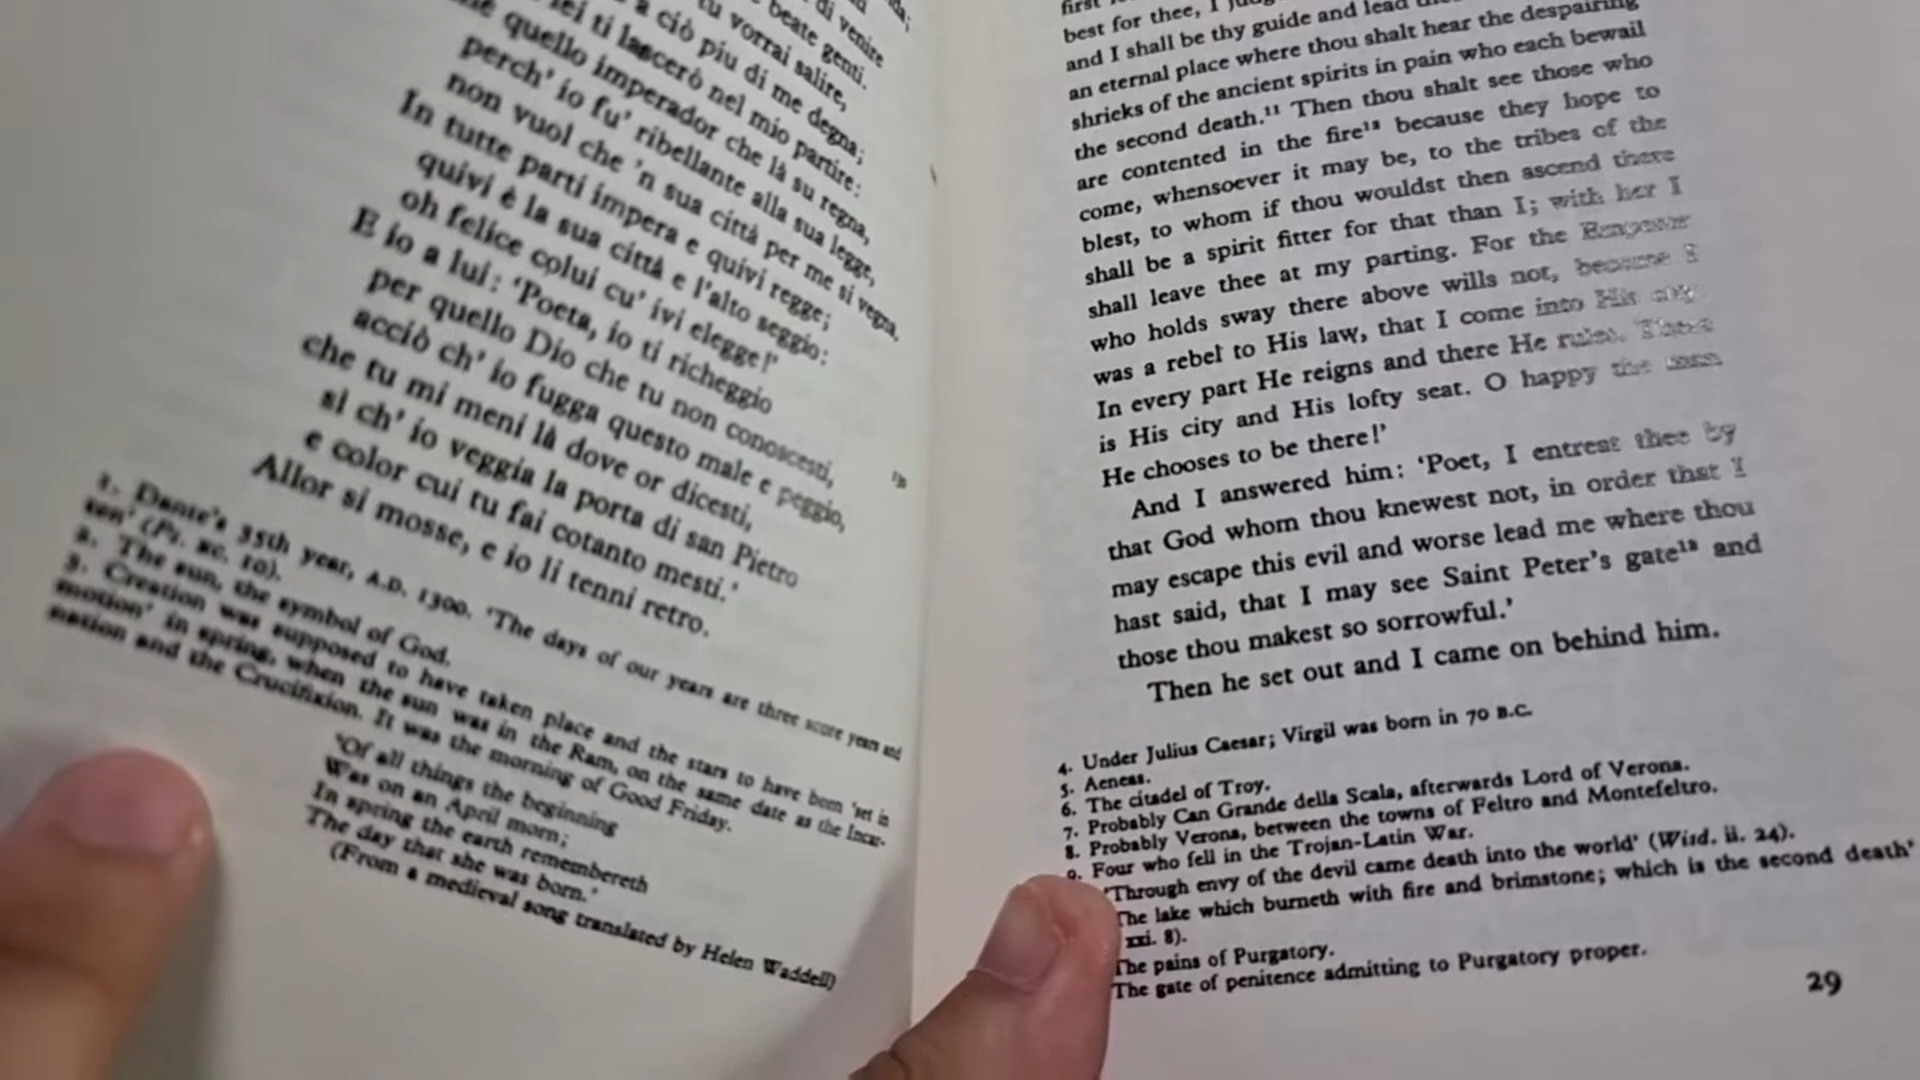 di venire
beate genti.
tu vorrai salire,
a ciò piu di me degna;
lei ti lascerò nel mio partire:
quello imperador che là su regna,
perch' io fu' ribellante alla sua legge,
non vuol che 'n sua città per me si vegna.
In tutte parti impera e quivi regge;
quivi è la sua città e l'alto seggio:
oh felice colui cu' ivi elegge!'
E io a lui: 'Poeta, io ti richeggio
per quello Dio che tu non conoscesti,
acciò ch' io fugga questo male e peggio,
130
che tu mi meni là dove or dicesti,
sì ch' io veggia la porta di san Pietro
e color cui tu fai cotanto mesti.'
Allor si mosse, e io li tenni retro.
1. Dante's 35th year, A.D. 1300. 'The days of our years are three score years and
ten' (Ps. xc. 10).
2. The sun, the symbol of God.
3. Creation was supposed to have taken place and the stars to have been 'set in
motion' in spring, when the sun was in the Ram, on the same date as the Incar-
nation and the Crucifixion. It was the morning of Good Friday.
'Of all things the beginning
Was on an April morn;
In spring the earth remembereth
The day that she was born.'
(From a medieval song translated by Helen Waddell)
first
best for thee, I
and I shall be thy guide and lead
an eternal place where thou shalt hear the despairing
shrieks of the ancient spirits in pain who each bewail
the second death.¹¹ Then thou shalt see those who
are contented in the fire¹² because they hope to
come, whensoever it may be, to the tribes of the
blest, to whom if thou wouldst then ascend there
shall be a spirit fitter for that than I; with her I
shall leave thee at my parting. For the Emperor
who holds sway there above wills not, because I
was a rebel to His law, that I come into His city.
In every part He reigns and there He rules. There
is His city and His lofty seat. O happy the man
He chooses to be there!'
And I answered him: 'Poet, I entreat thee by
that God whom thou knewest not, in order that I
may escape this evil and worse lead me where thou
hast said, that I may see Saint Peter's gate¹³ and
those thou makest so sorrowful.'
Then he set out and I came on behind him.
4. Under Julius Caesar; Virgil was born in 70 B.C.
5. Aeneas.
6. The citadel of Troy.
7. Probably Can Grande della Scala, afterwards Lord of Verona.
8. Probably Verona, between the towns of Feltro and Montefeltro.
9. Four who fell in the Trojan-Latin War.
'Through envy of the devil came death into the world' (Wisd. ii. 24).
The lake which burneth with fire and brimstone; which is the second death'
xxi. 8).
The pains of Purgatory.
The gate of penitence admitting to Purgatory proper.
29